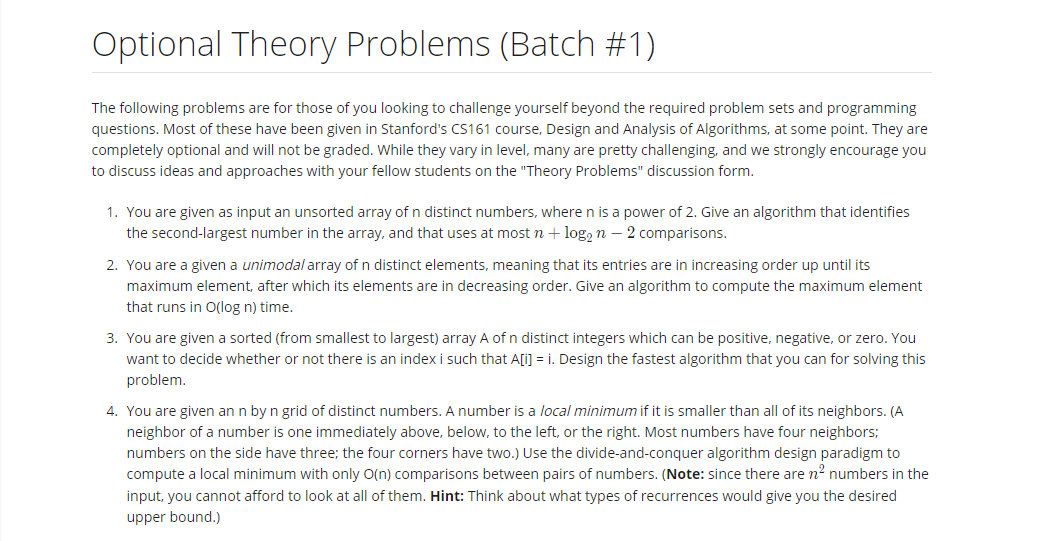 Optional Theory Problems (Batch #1)
The following problems are for those of you looking to challenge yourself beyond the required problem sets and programming
questions. Most of these have been given in Stanford's CS161 course, Design and Analysis of Algorithms, at some point. They are
completely optional and will not be graded. While they vary in level, many are pretty challenging, and we strongly encourage you
to discuss ideas and approaches with your fellow students on the "Theory Problems" discussion form.
1. You are given as input an unsorted array of n distinct numbers, where n is a power of 2. Give an algorithm that identifies
the second-largest number in the array, and that uses at most n + log₂ n − 2 comparisons.
2. You are a given a unimodal array of n distinct elements, meaning that its entries are in increasing order up until its
maximum element, after which its elements are in decreasing order. Give an algorithm to compute the maximum element
that runs in O(log n) time.
3. You are given a sorted (from smallest to largest) array A of n distinct integers which can be positive, negative, or zero. You
want to decide whether or not there is an index i such that A[i] = i. Design the fastest algorithm that you can for solving this
problem.
4. You are given an n by n grid of distinct numbers. A number is a local minimum if it is smaller than all of its neighbors. (A
neighbor of a number is one immediately above, below, to the left, or the right. Most numbers have four neighbors;
numbers on the side have three; the four corners have two.) Use the divide-and-conquer algorithm design paradigm to
compute a local minimum with only O(n) comparisons between pairs of numbers. (Note: since there are n² numbers in the
input, you cannot afford to look at all of them. Hint: Think about what types of recurrences would give you the desired
upper bound.)